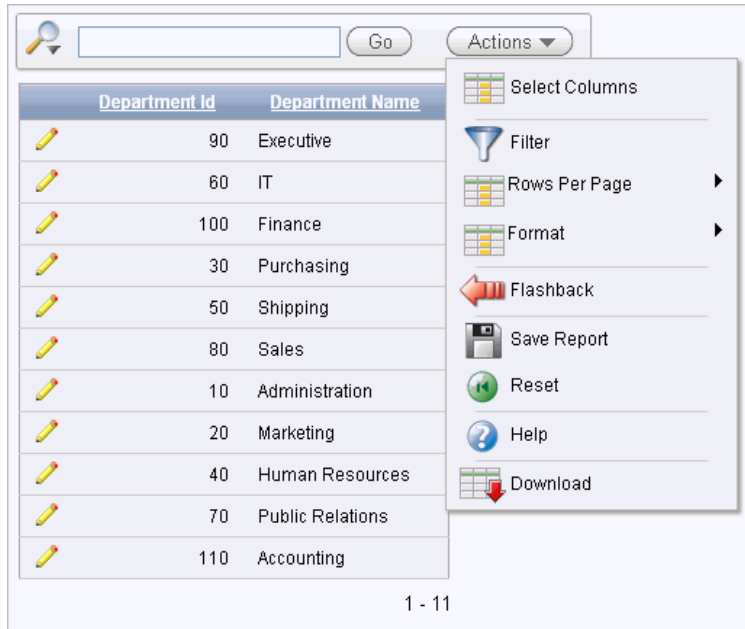 Go
Actions
Department Id Department Name
90 Executive
60 IT
100 Finance
30 Purchasing
50 Shipping
80 Sales
10 Administration
20 Marketing
40 Human Resources
70 Public Relations
110 Accounting
1 - 11
Select Columns
Filter
Rows Per Page
Format
Flashback
Save Report
Reset
Help
Download